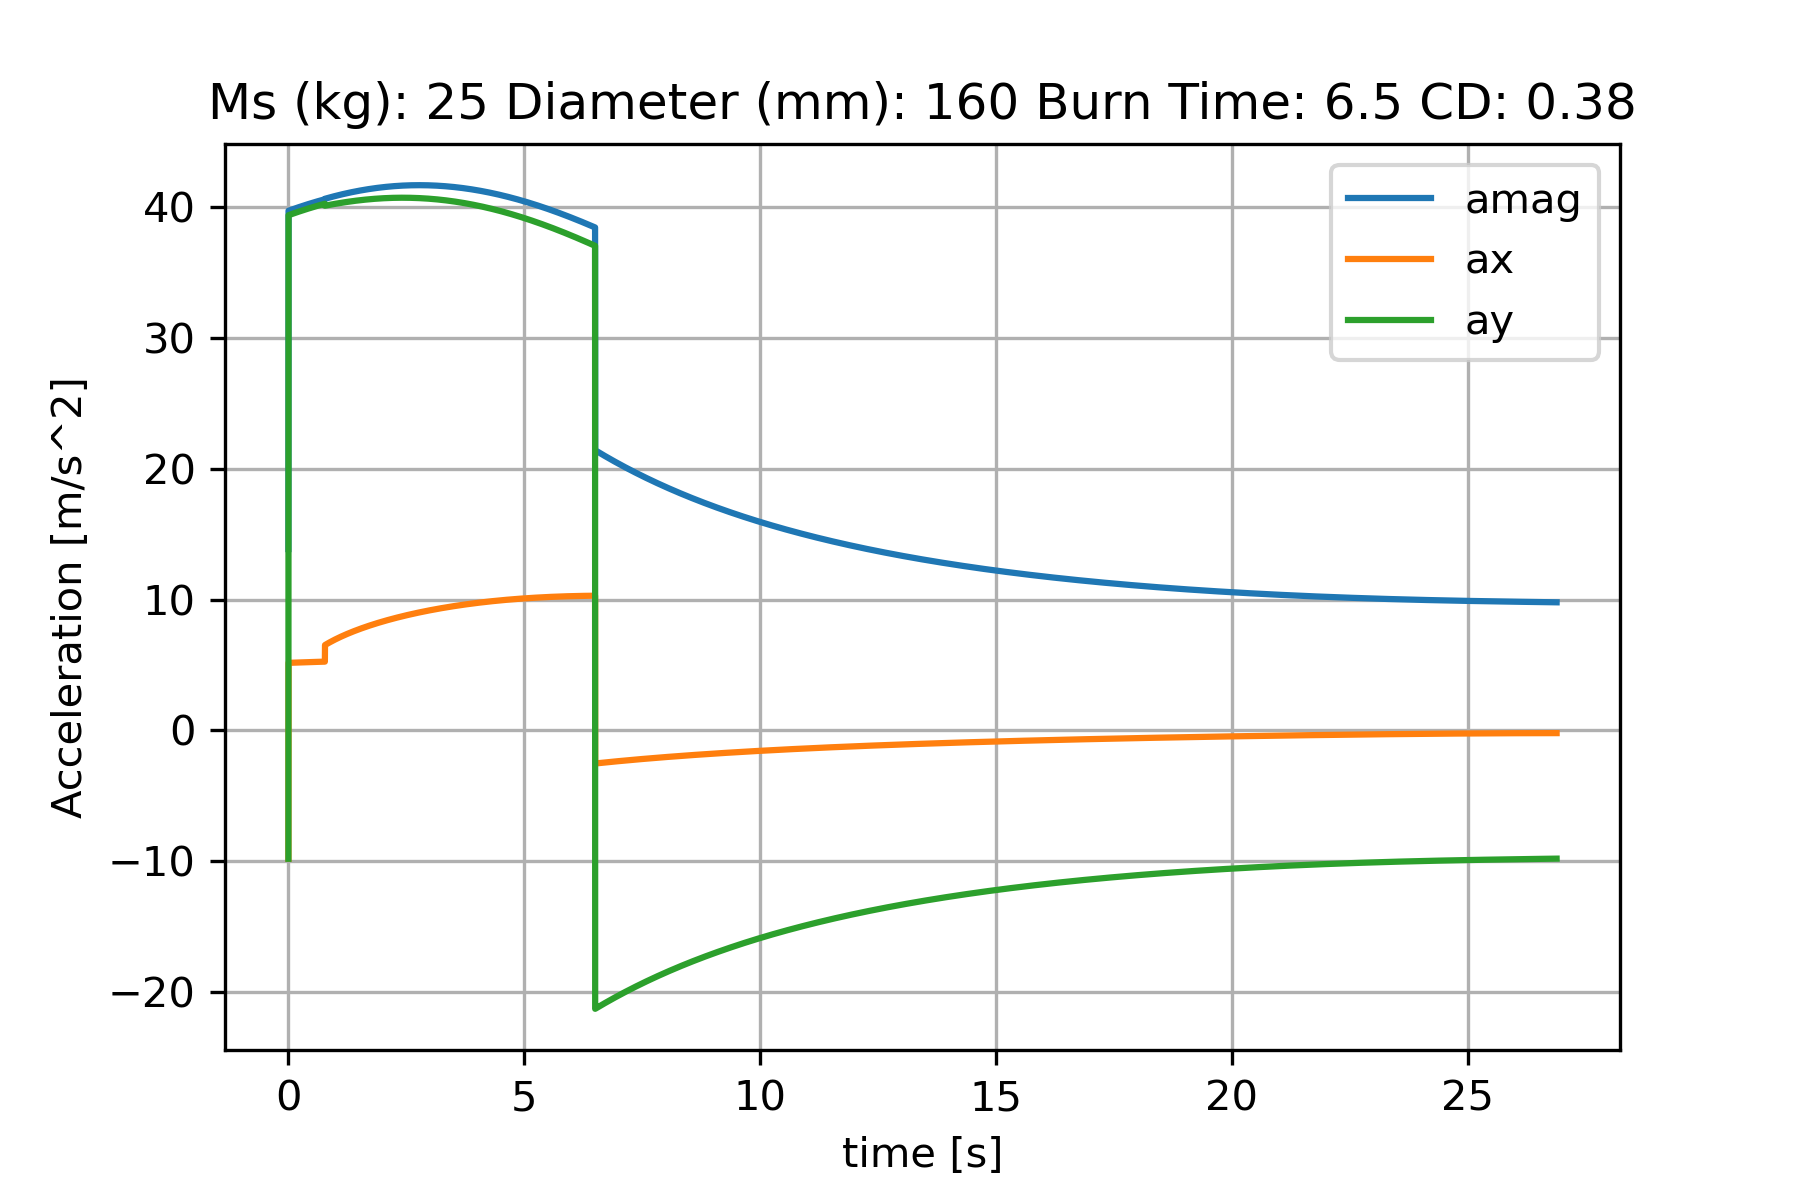 Ms (kg): 25 Diameter (mm): 160 Burn Time: 6.5 CD: 0.38
amag
ax
ay
Acceleration [m/s^2]
40
30
20
10
0
−10
−20
0 5 10 15 20 25
time [s]